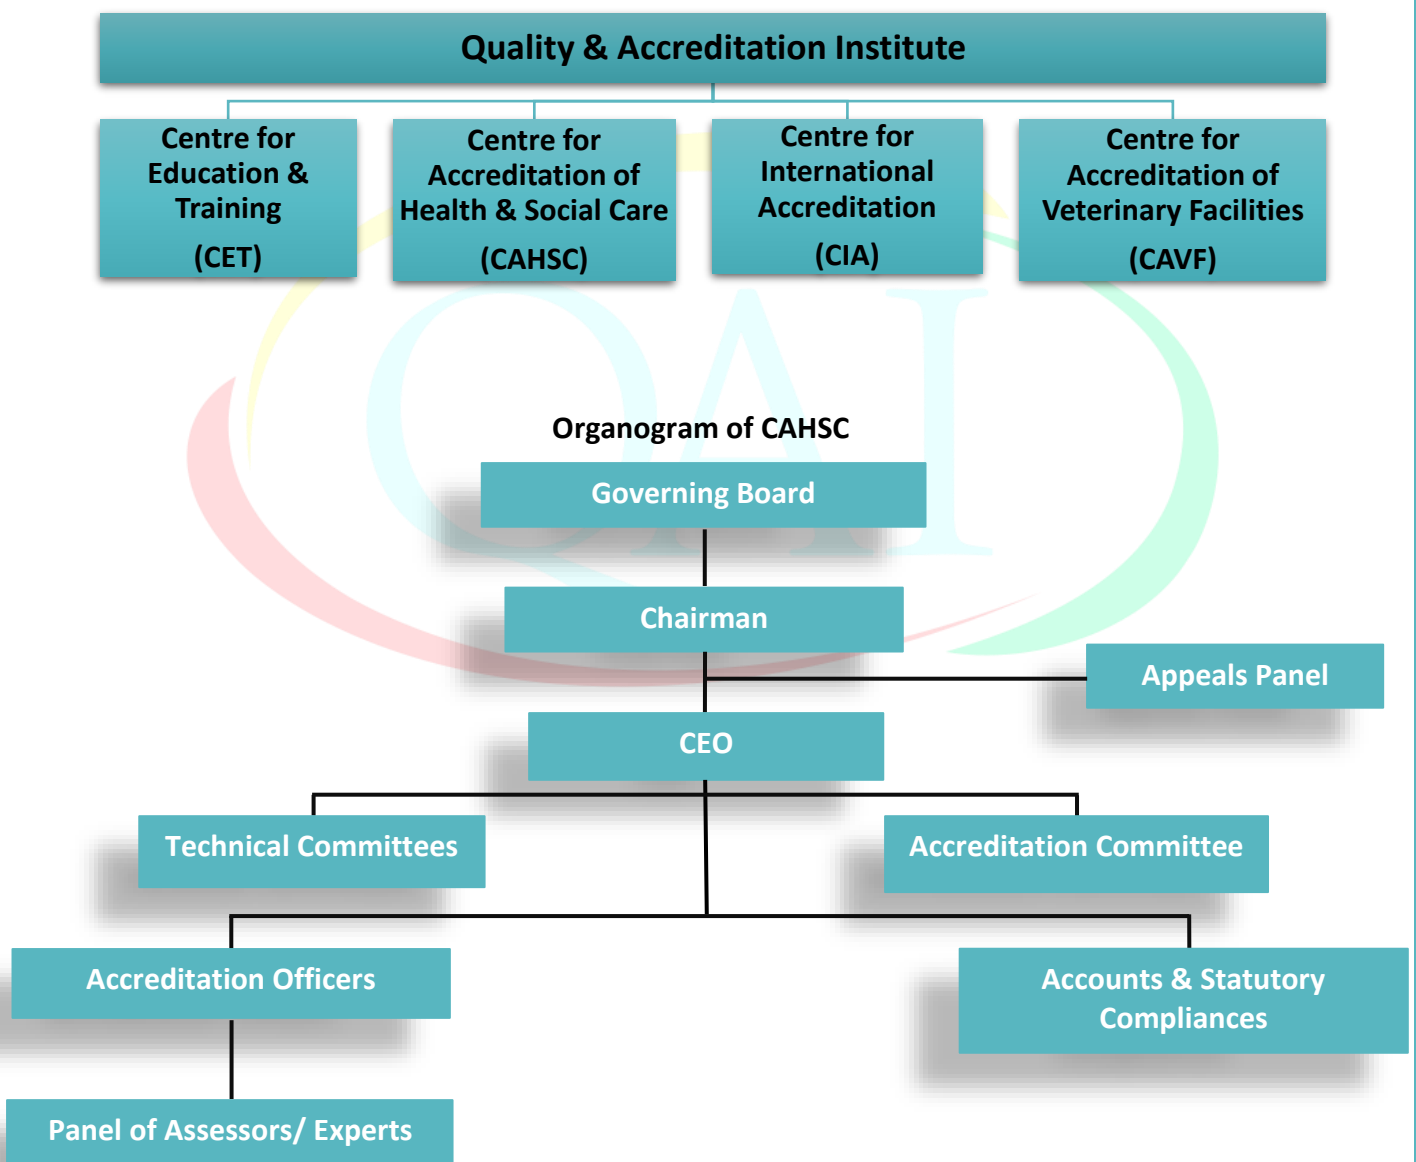 Quality & Accreditation Institute
Centre for
Education &
Training
(CET)
Centre for
Accreditation of
Health & Social Care
(CAHSC)
Centre for
International
Accreditation
(CIA)
Centre for
Accreditation of
Veterinary Facilities
(CAVF)
QAI
Organogram of CAHSC
Governing Board
Chairman
Appeals Panel
CEO
Technical Committees
Accreditation Committee
Accreditation Officers
Accounts & Statutory
Compliances
Panel of Assessors/ Experts